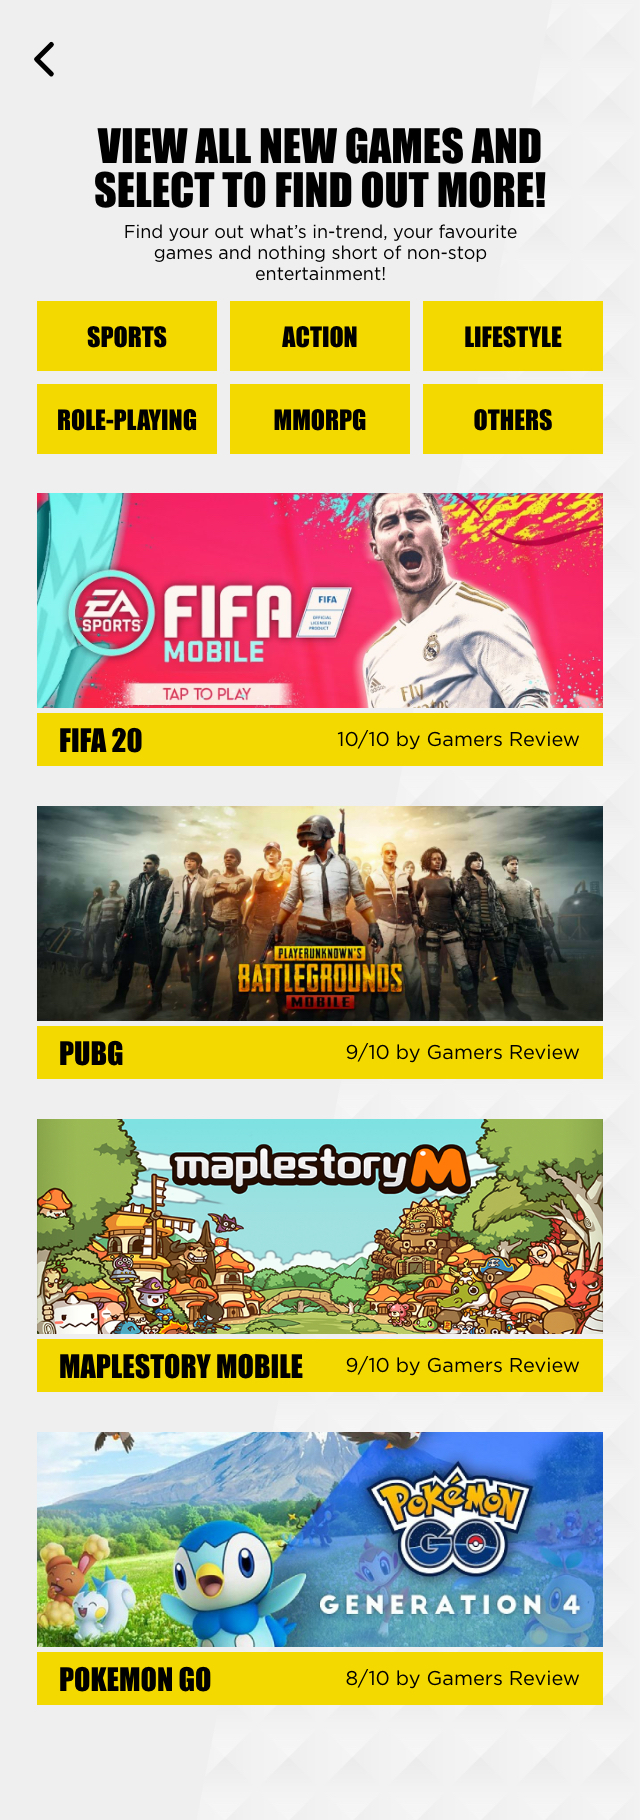 VIEW ALL NEW GAMES AND
SELECT TO FIND OUT MORE!
Find your out what's in-trend, your favourite
games and nothing short of non-stop
entertainment!
SPORTS
ACTION
LIFESTYLE
ROLE-PLAYING
MMORPG
OTHERS
EA
SPORTS
FIFA
MOBILE
FIFA
OFFICIAL
LICENSED
PRODUCT
TAP TO PLAY
FIFA 20
10/10 by Gamers Review
PLAYERUNKNOWN'S
BATTLEGROUNDS
MOBILE
PUBG
9/10 by Gamers Review
maplestory M
MAPLESTORY MOBILE
9/10 by Gamers Review
POKéMON
GO
GENERATION 4
POKEMON GO
8/10 by Gamers Review